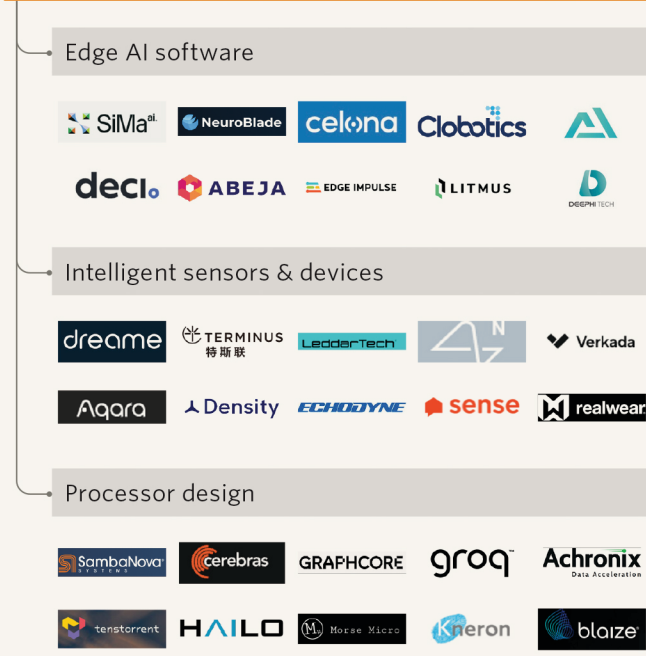 Edge AI software
SiMa ai.
NeuroBlade
celona
Clobotics
deci.
ABEJA
EDGE IMPULSE
LITMUS
DEEPHI TECH
Intelligent sensors & devices
dreame
TERMINUS
特斯联
LeddarTech
N
Verkada
Aqara
Density
ECHODYNE
sense
realwear
Processor design
SambaNova
SYSTEMS
cerebras
GRAPHCORE
groq
Achronix
Data Acceleration
tenstorrent
HAILO
Morse Micro
Kneron
blaize